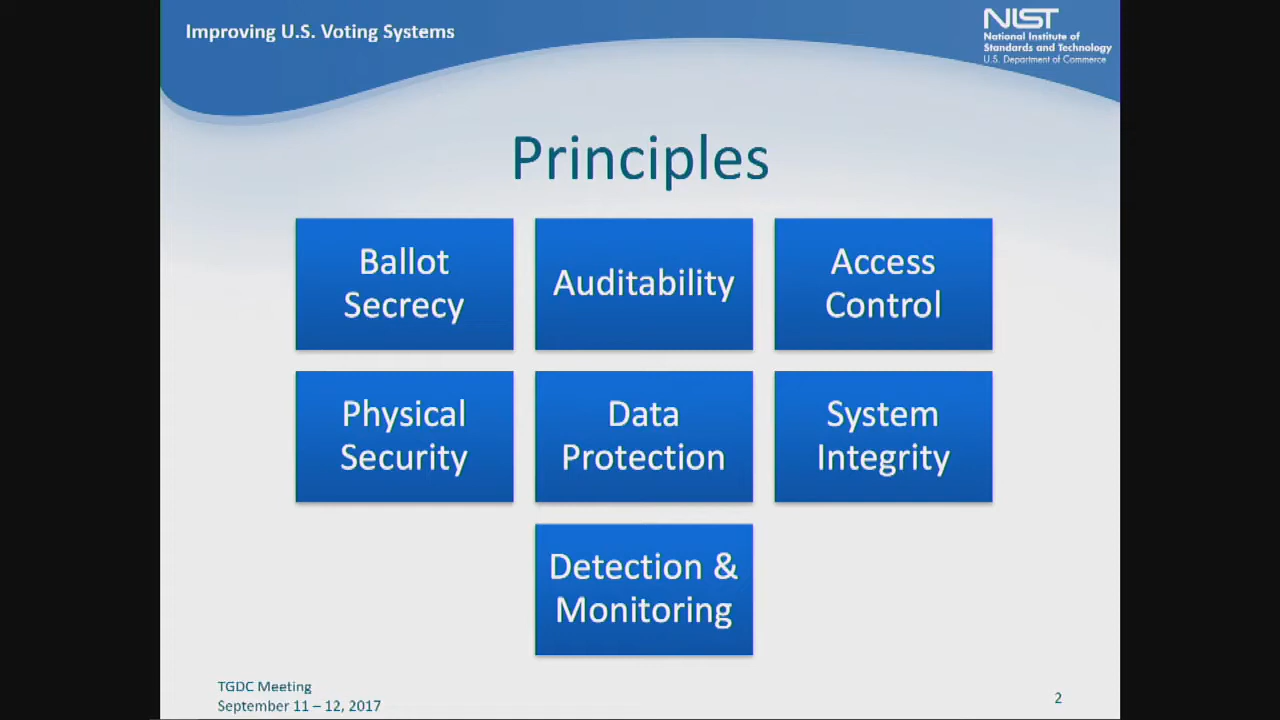 Improving U.S. Voting Systems
NIST
National Institute of
Standards and Technology
U.S. Department of Commerce
Principles
Ballot
Secrecy
Auditability
Access
Control
Physical
Security
Data
Protection
System
Integrity
Detection &
Monitoring
TGDC Meeting
September 11 – 12, 2017
2